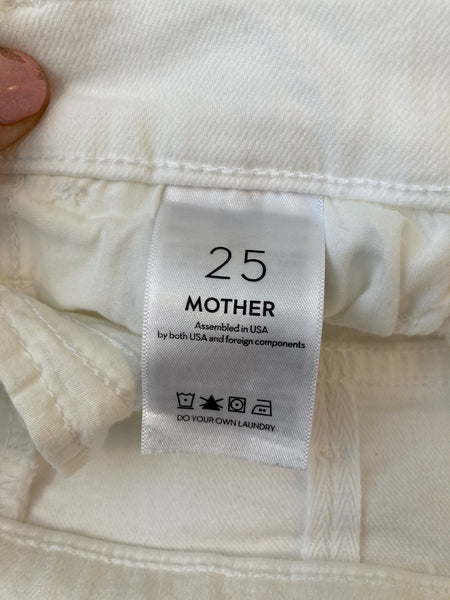 25
MOTHER
Assembled in USA
by both USA and foreign components
DO YOUR OWN LAUNDRY